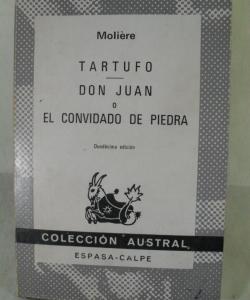 Molière
TARTUFO
DON JUAN
o
EL CONVIDADO DE PIEDRA
Duodécima edición
COLECCIÓN AUSTRAL
ESPASA-CALPE